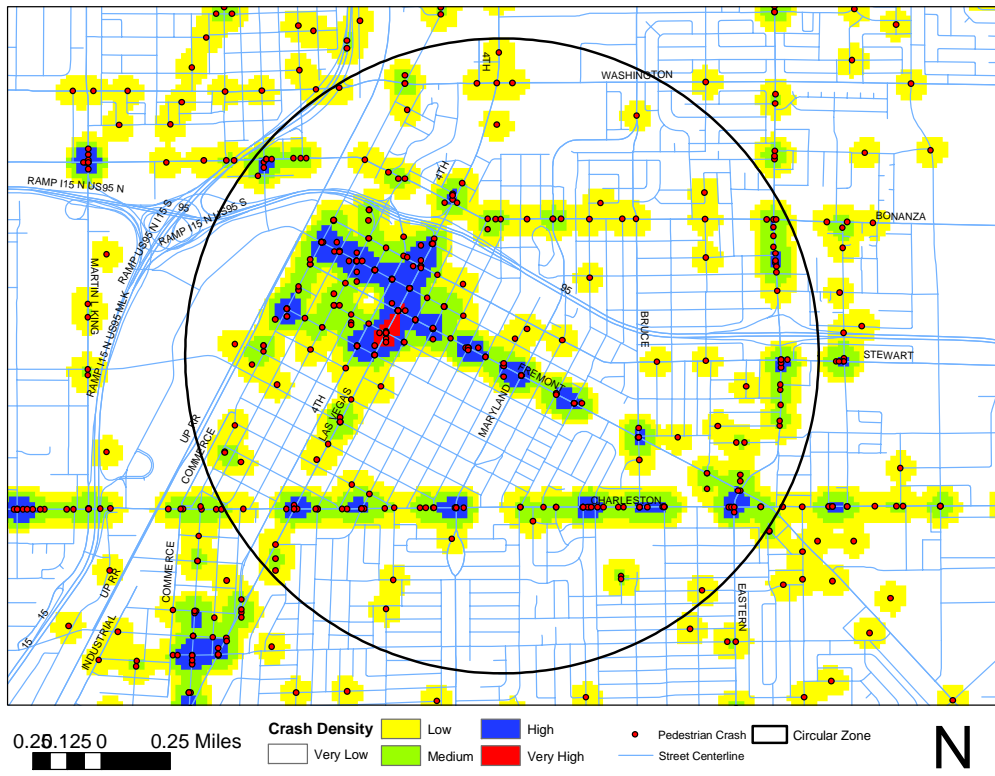 4TH
WASHINGTON
4TH
RAMP I15 N US95 N
95
RAMP US95 N I15 S
RAMP I15 N US95 S
BONANZA
MARTIN L KING
RAMP I15 N US95 MLK
95
BRUCE
STEWART
FREMONT
MARYLAND
4TH
LAS VEGAS
UP RR
COMMERCE
CHARLESTON
COMMERCE
UP RR
EASTERN
INDUSTRIAL
15
15
0.25 0.125 0 0.25 Miles
Crash Density
Very Low
Low
Medium
High
Very High
Pedestrian Crash
Street Centerline
Circular Zone
N